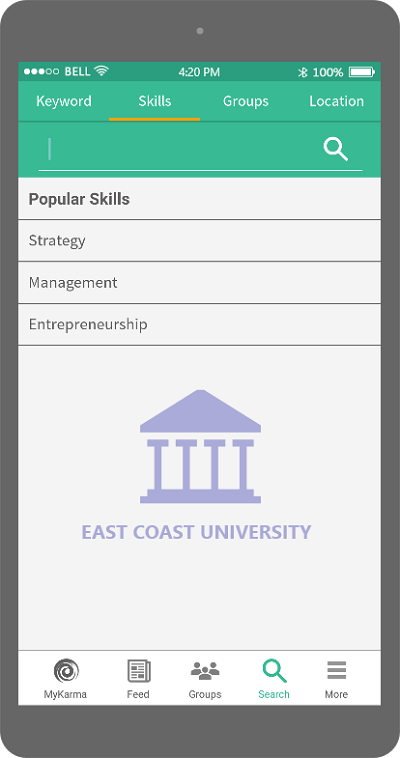 BELL 4:20 PM 100%
Keyword Skills Groups Location
Popular Skills
Strategy
Management
Entrepreneurship
EAST COAST UNIVERSITY
MyKarma Feed Groups Search More